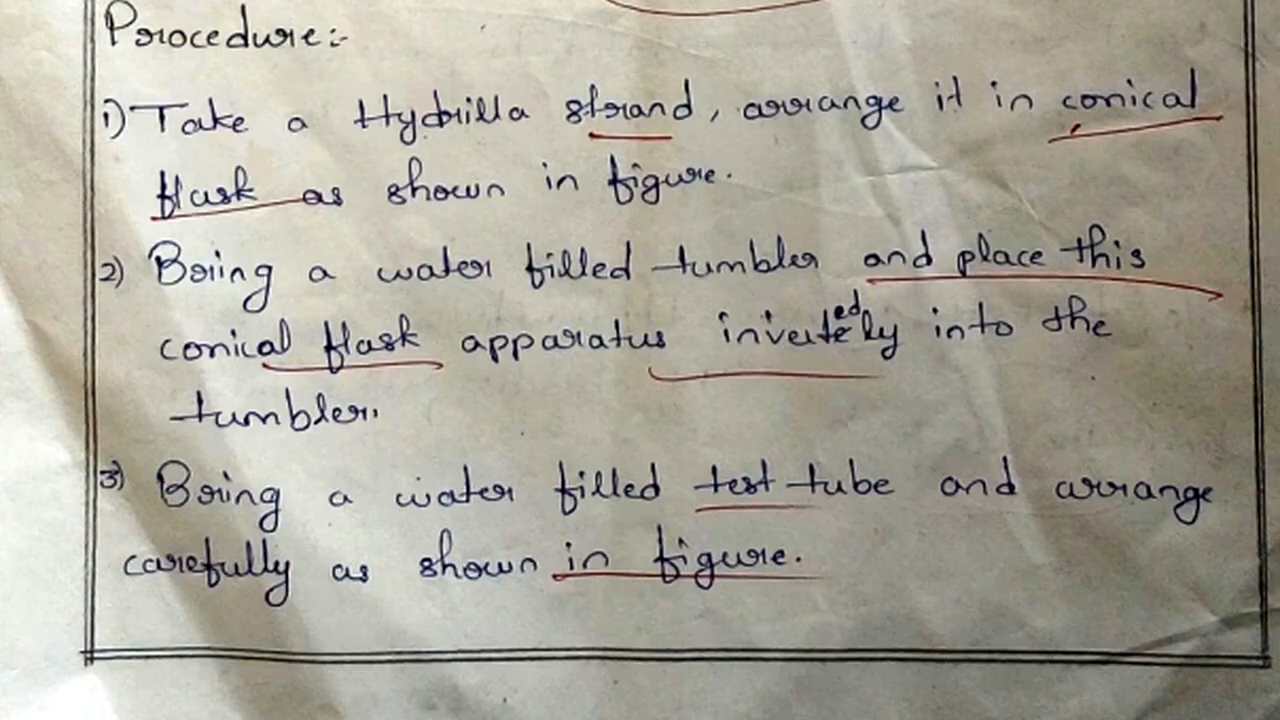 Procedure:-
1) Take a Hydrilla strand, arrange it in conical
flask as shown in figure.
2) Bring a water filled tumbler and place this
conical flask apparatus invertedly into the
tumbler.
3) Bring a water filled test tube and arrange
carefully as shown in figure.